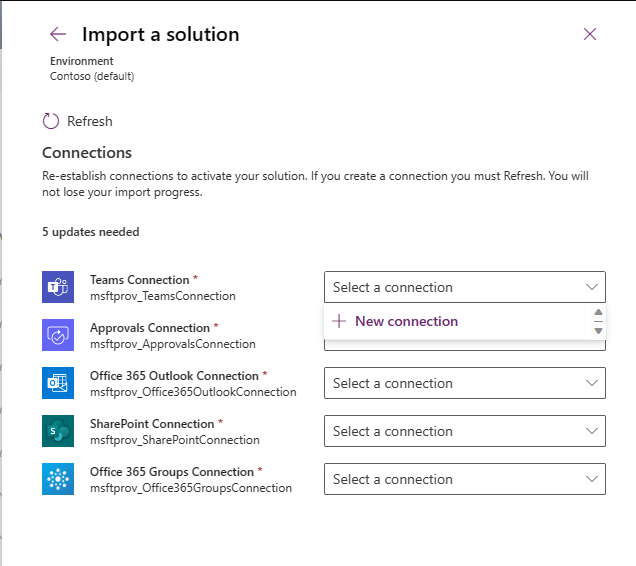 Import a solution
Environment
Contoso (default)
Refresh
Connections
Re-establish connections to activate your solution. If you create a connection you must Refresh. You will
not lose your import progress.
5 updates needed
Teams Connection *
msftprov_TeamsConnection
Select a connection
New connection
Approvals Connection *
msftprov_ApprovalsConnection
Office 365 Outlook Connection *
msftprov_Office365OutlookConnection
Select a connection
SharePoint Connection *
msftprov_SharePointConnection
Select a connection
Office 365 Groups Connection *
msftprov_Office365GroupsConnection
Select a connection